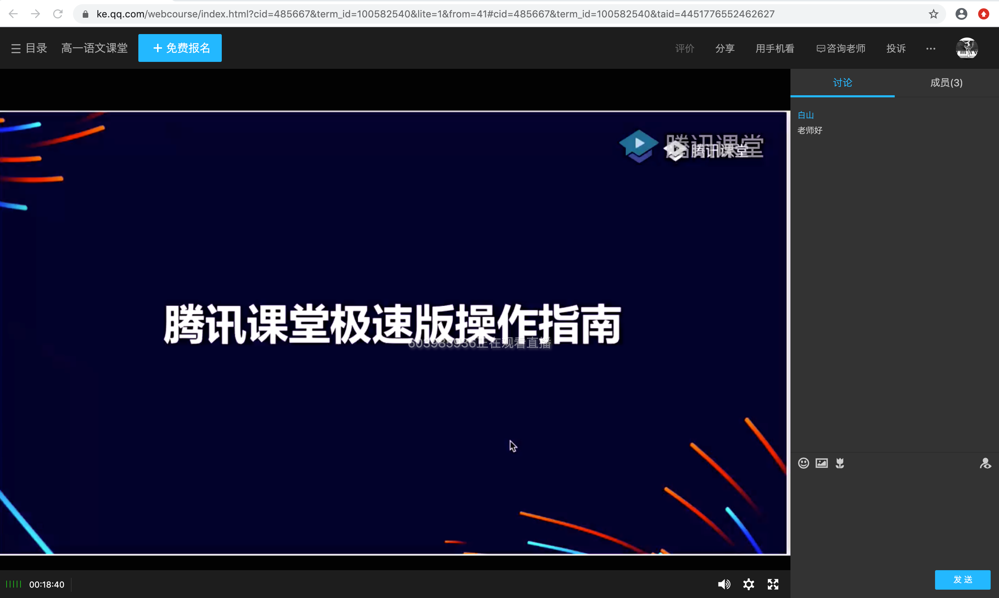 ke.qq.com/webcourse/index.html?cid=485667&term_id=100582540&lite=1&from=41#cid=485667&term_id=100582540&taid=4451776552462627
目录 高一语文课堂 + 免费报名 评价 分享 用手机看 咨询老师 投诉 ···
讨论 成员(3)
白山
老师好
腾讯课堂
腾讯课堂
腾讯课堂极速版操作指南
603985936正在观看直播
00:18:40
发送